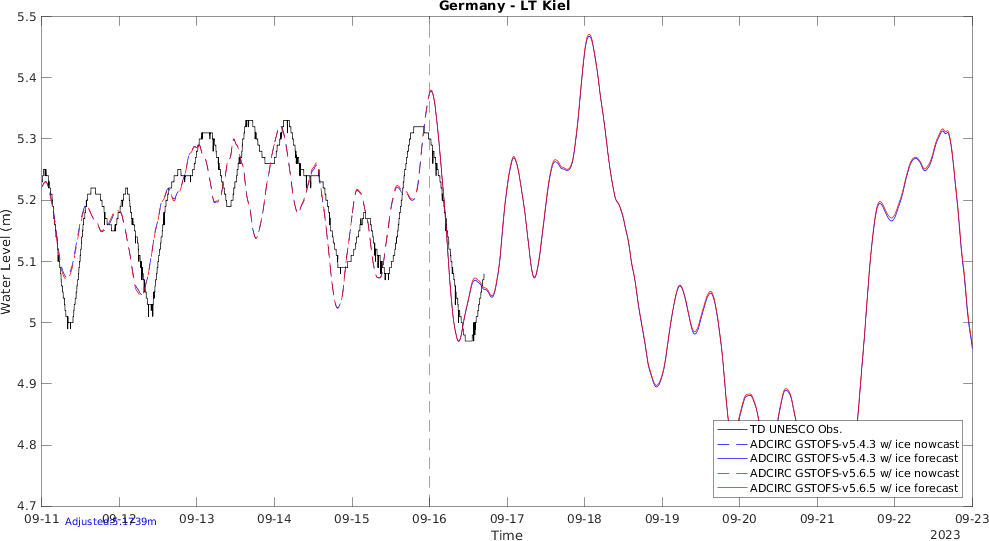 Germany - LT Kiel
5.5
5.4
5.3
5.2
5.1
5
4.9
4.8
4.7
Water Level (m)
TD UNESCO Obs.
ADCIRC GSTOFS-v5.4.3 w/ ice nowcast
ADCIRC GSTOFS-v5.4.3 w/ ice forecast
ADCIRC GSTOFS-v5.6.5 w/ ice nowcast
ADCIRC GSTOFS-v5.6.5 w/ ice forecast
09-11 09-12 09-13 09-14 09-15 09-16 09-17 09-18 09-19 09-20 09-21 09-22 09-23
Adjusted:5.1739m
Time
2023